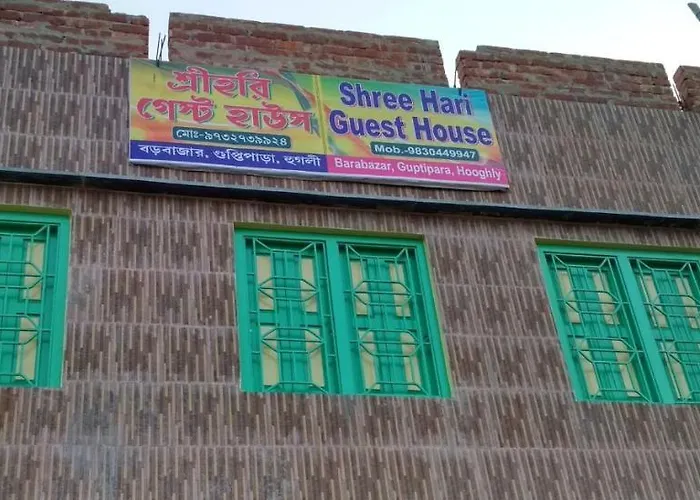 শ্রীহরি
গেস্ট হাউস
মোঃ-৯৭৩২৭৩৯৯২৪
বড়বাজার, গুপ্তিপাড়া, হুগলী
Shree Hari
Guest House
Mob.-9830449947
Barabazar, Guptipara, Hooghly